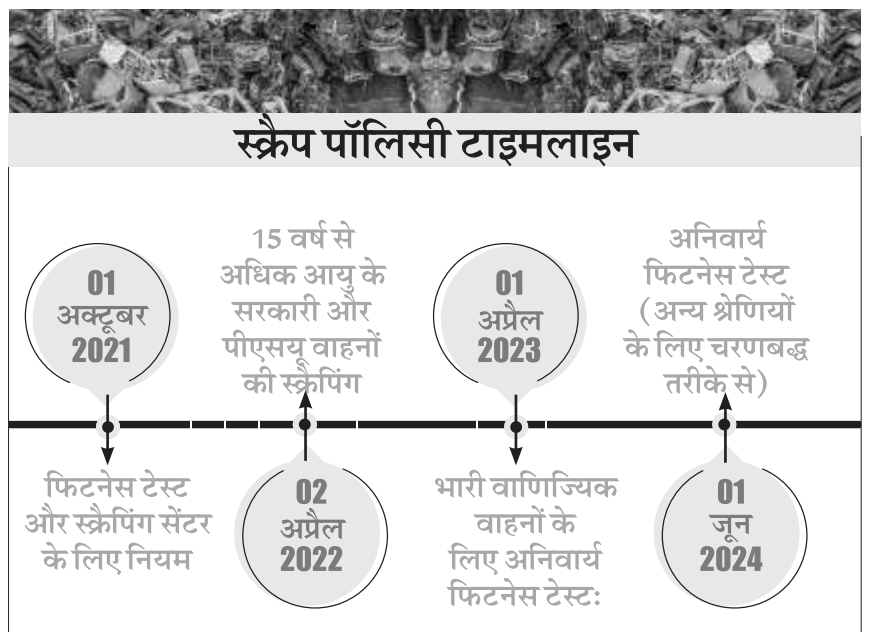 स्क्रैप पॉलिसी टाइमलाइन
01
अक्टूबर
2021
फिटनेस टेस्ट
और स्क्रैपिंग सेंटर
के लिए नियम
15 वर्ष से
अधिक आयु के
सरकारी और
पीएसयू वाहनों
की स्क्रैपिंग
02
अप्रैल
2022
01
अप्रैल
2023
भारी वाणिज्यिक
वाहनों के
लिए अनिवार्य
फिटनेस टेस्टः
अनिवार्य
फिटनेस टेस्ट
(अन्य श्रेणियों
के लिए चरणबद्ध
तरीके से)
01
जून
2024